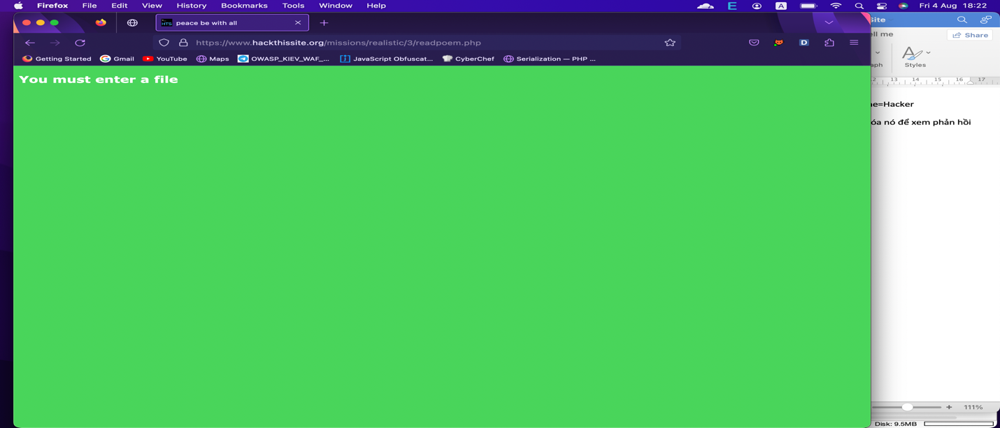 Firefox File Edit View History Bookmarks Tools Window Help E A Fri 4 Aug 18:22
HTS peace be with all
https://www.hackthissite.org/missions/realistic/3/readpoem.php D
Getting Started Gmail YouTube Maps OWASP_KIEV_WAF_... JavaScript Obfuscat... CyberChef Serialization — PHP ...
You must enter a file
Site
ell me
Share
aph Styles
12 13 14 15 16 17
ne=Hacker
óa nó để xem phản hồi
111%
Disk: 9.5MB